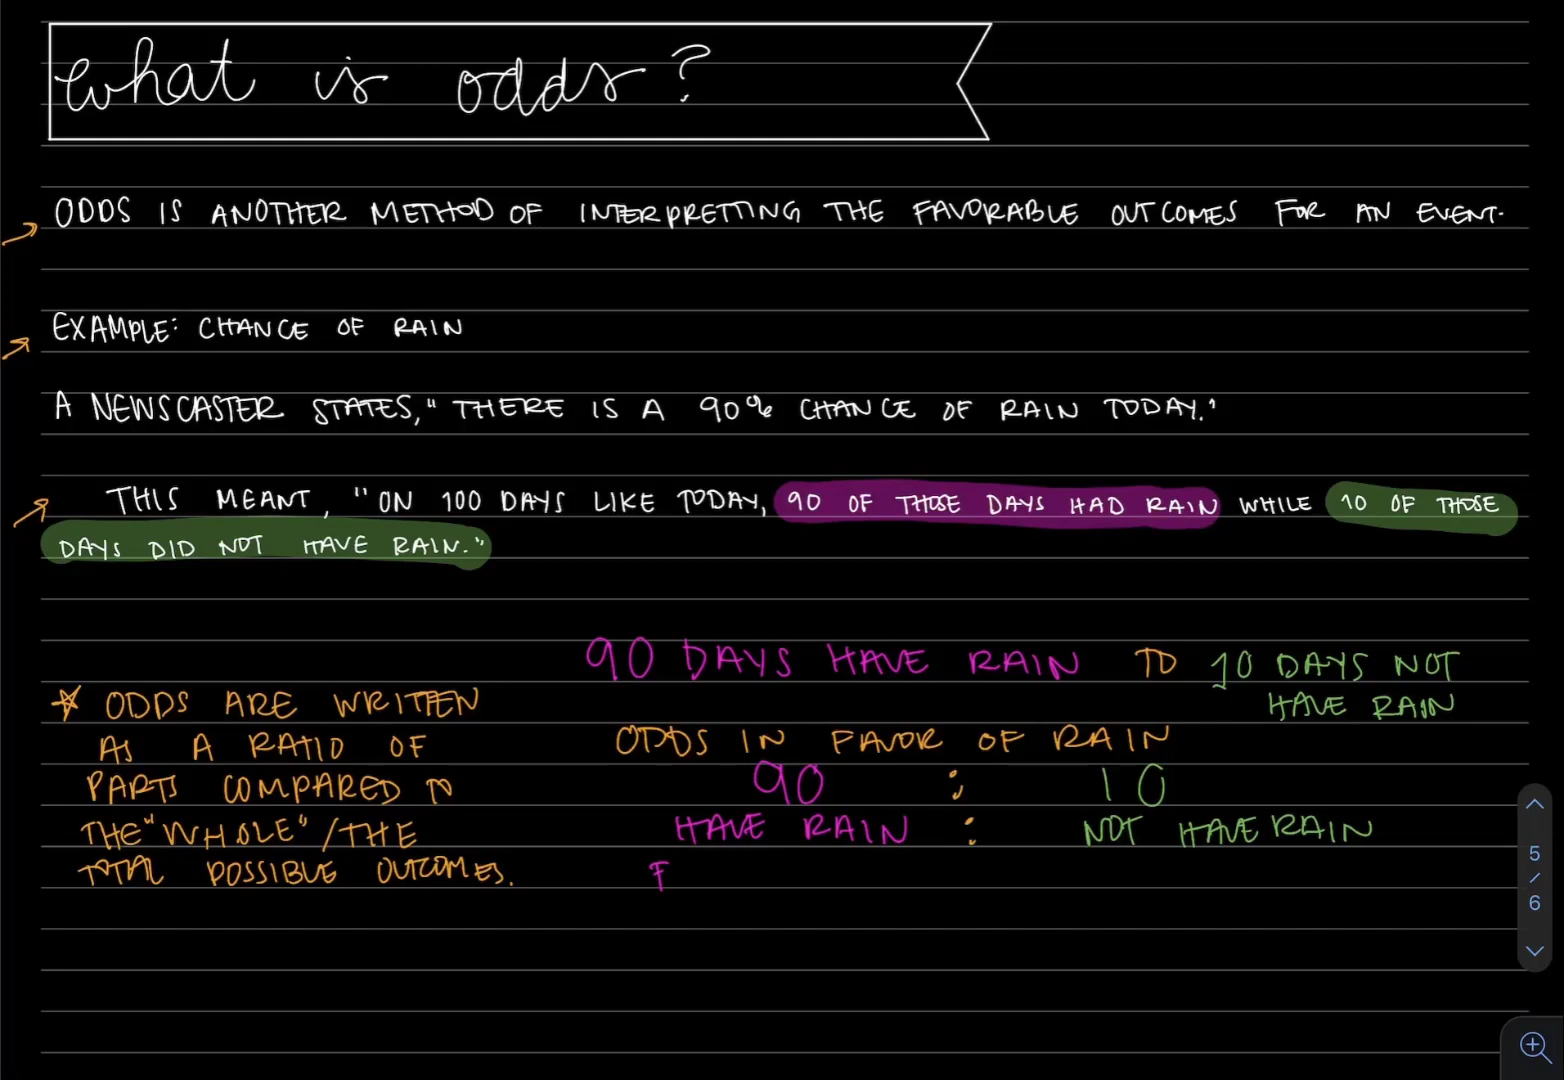 What is odds?
ODDS IS ANOTHER METHOD OF INTERPRETTING THE FAVORABLE OUTCOMES FOR AN EVENT.
EXAMPLE: CHANCE OF RAIN
A NEWSCASTER STATES, "THERE IS A 90% CHANCE OF RAIN TODAY."
THIS MEANT, "ON 100 DAYS LIKE TODAY, 90 OF THOSE DAYS HAD RAIN WHILE 10 OF THOSE
DAYS DID NOT HAVE RAIN."
90 DAYS HAVE RAIN TO 10 DAYS NOT
HAVE RAIN
* ODDS ARE WRITTEN
AS A RATIO OF
PARTS COMPARED TO
THE "WHOLE" / THE
TOTAL POSSIBLE OUTCOMES.
ODDS IN FAVOR OF RAIN
90 : 10
HAVE RAIN : NOT HAVE RAIN
F
5
/
6